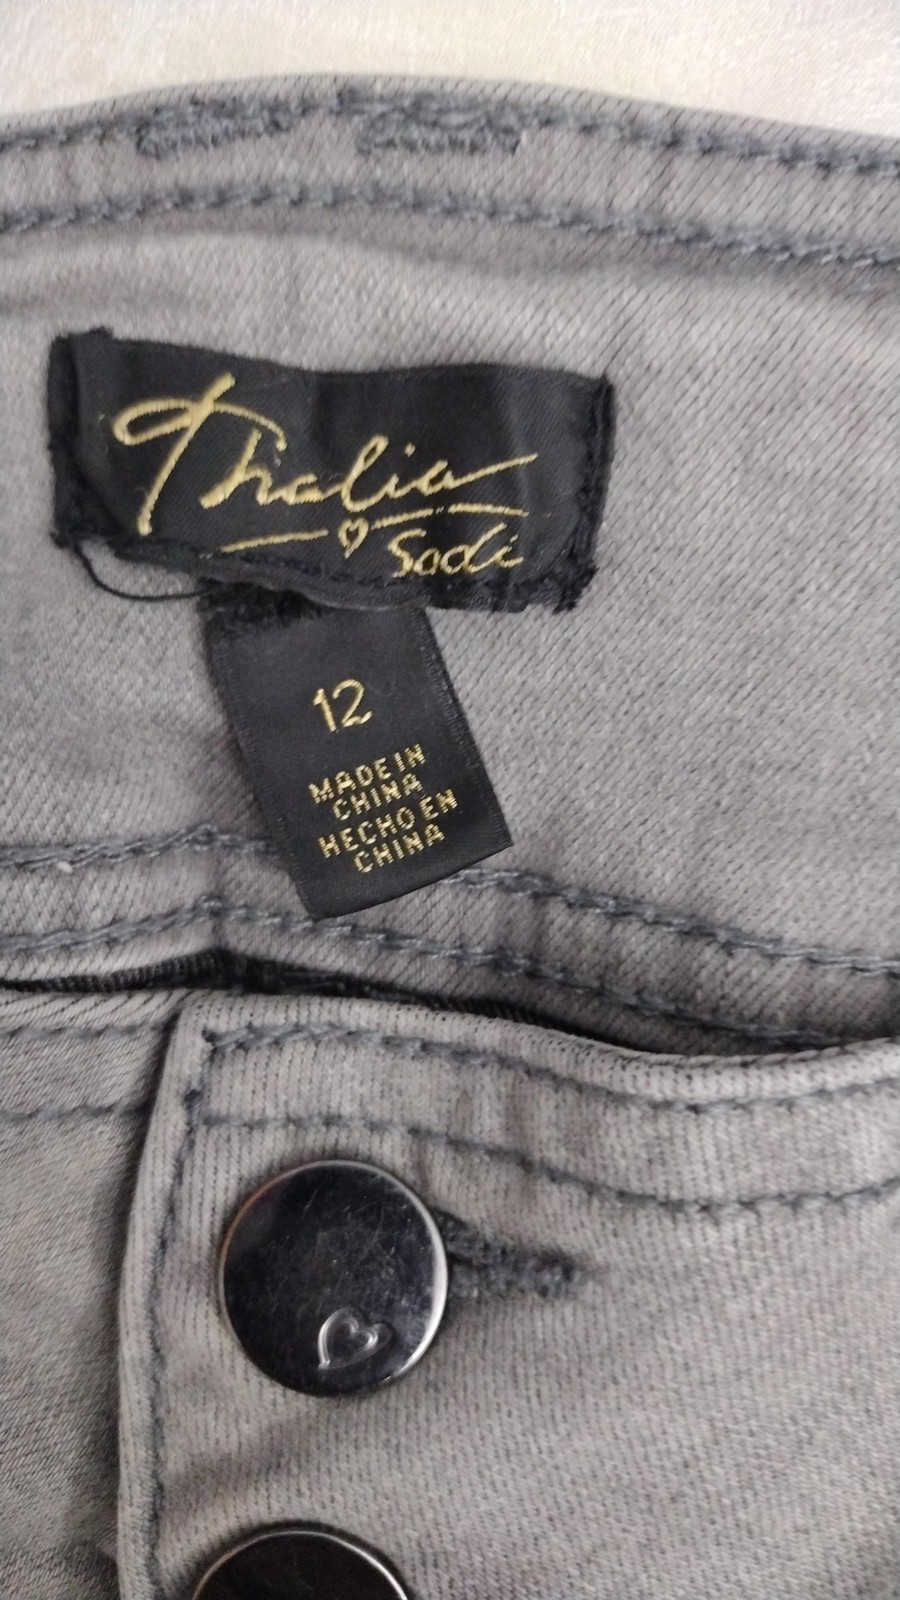 Thalia
Sodi
12
MADE IN
CHINA
HECHO EN
CHINA